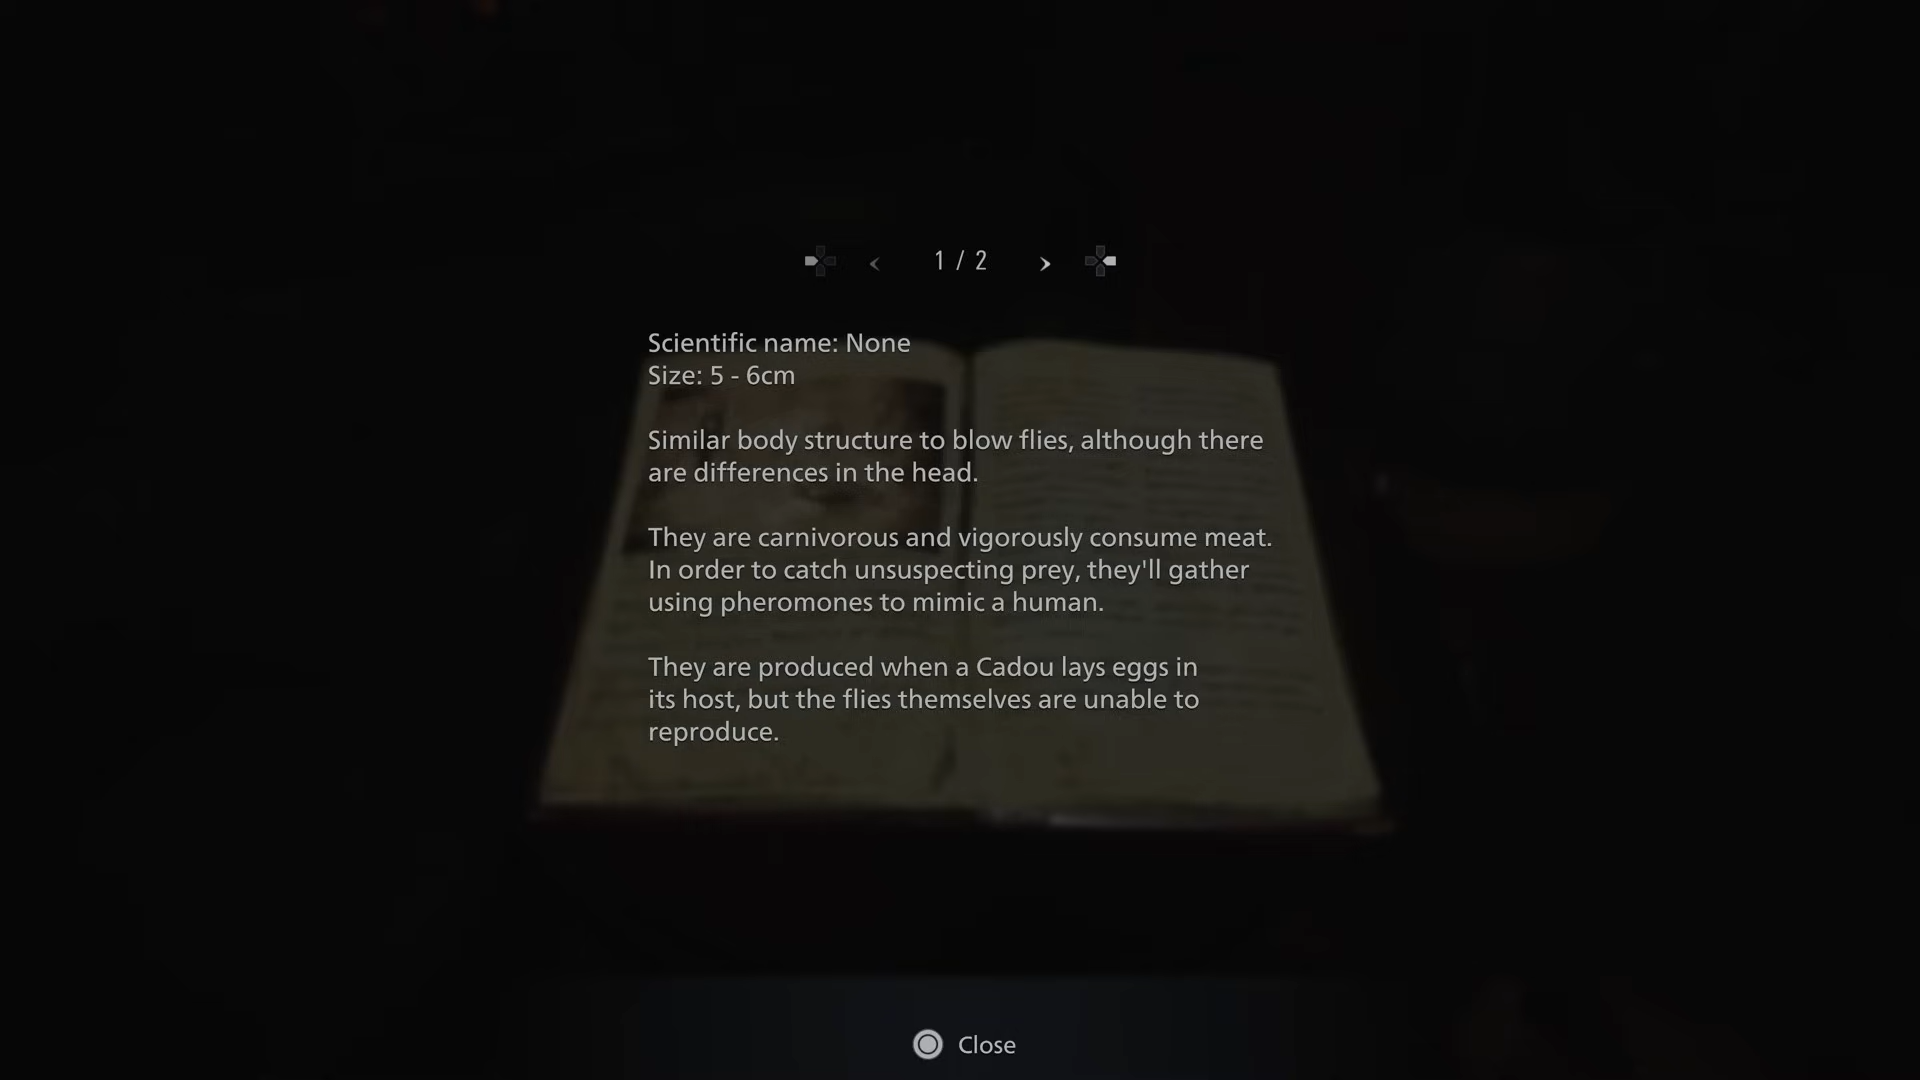 1 / 2
Scientific name: None
Size: 5 - 6cm
Similar body structure to blow flies, although there
are differences in the head.
They are carnivorous and vigorously consume meat.
In order to catch unsuspecting prey, they'll gather
using pheromones to mimic a human.
They are produced when a Cadou lays eggs in
its host, but the flies themselves are unable to
reproduce.
Close